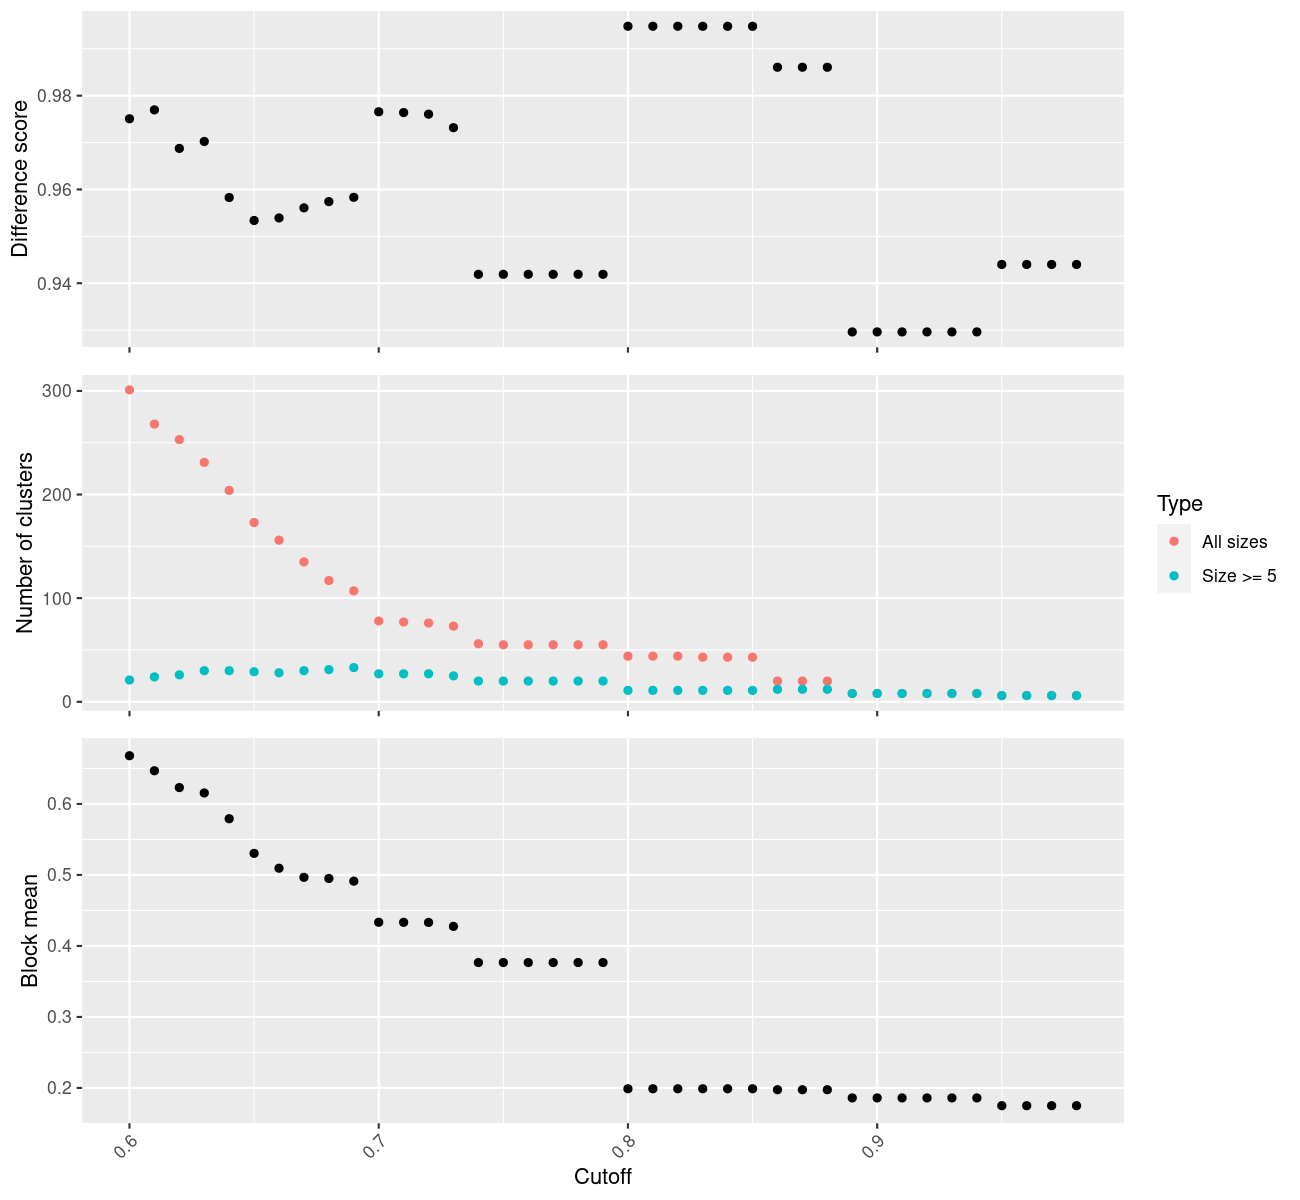 Difference score
0.98
0.96
0.94
Number of clusters
300
200
100
0
Type
All sizes
Size >= 5
Block mean
0.6
0.5
0.4
0.3
0.2
0.6 0.7 0.8 0.9
Cutoff